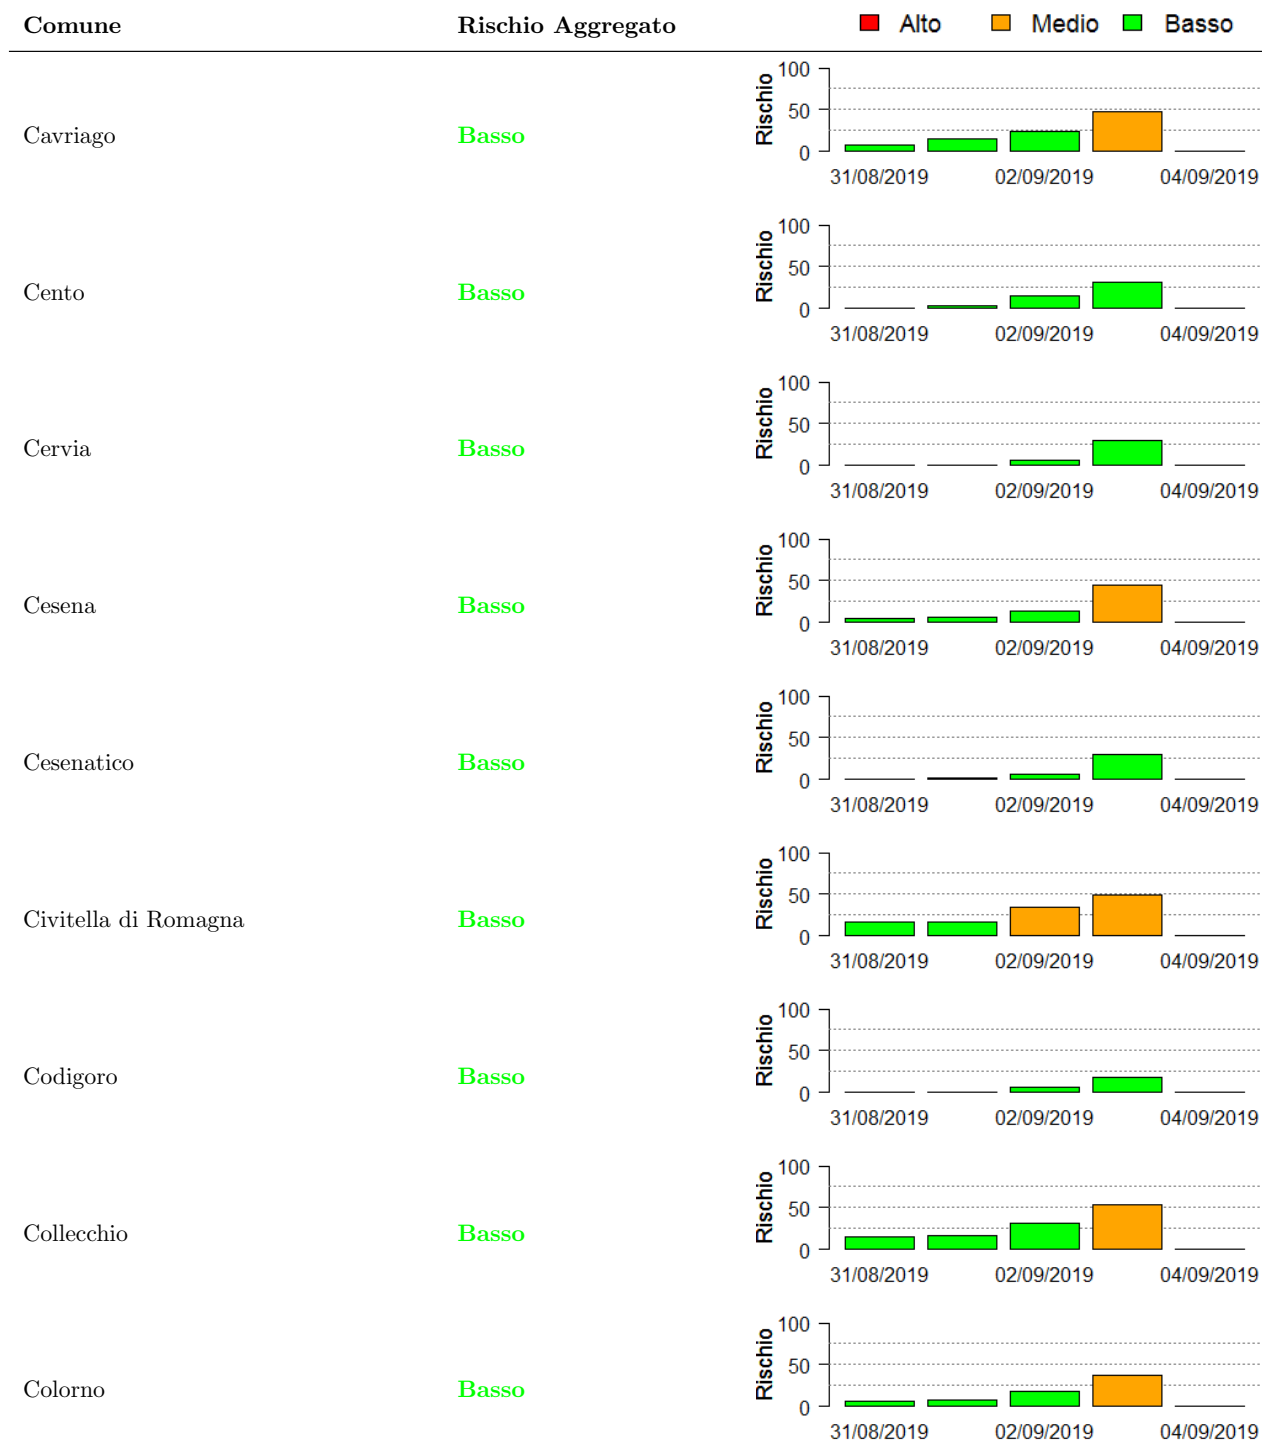 Comune Rischio Aggregato Alto Medio Basso
Cavriago Basso Rischio 100 50 0
31/08/2019 02/09/2019 04/09/2019
Cento Basso Rischio 100 50 0
31/08/2019 02/09/2019 04/09/2019
Cervia Basso Rischio 100 50 0
31/08/2019 02/09/2019 04/09/2019
Cesena Basso Rischio 100 50 0
31/08/2019 02/09/2019 04/09/2019
Cesenatico Basso Rischio 100 50 0
31/08/2019 02/09/2019 04/09/2019
Civitella di Romagna Basso Rischio 100 50 0
31/08/2019 02/09/2019 04/09/2019
Codigoro Basso Rischio 100 50 0
31/08/2019 02/09/2019 04/09/2019
Collecchio Basso Rischio 100 50 0
31/08/2019 02/09/2019 04/09/2019
Colorno Basso Rischio 100 50 0
31/08/2019 02/09/2019 04/09/2019